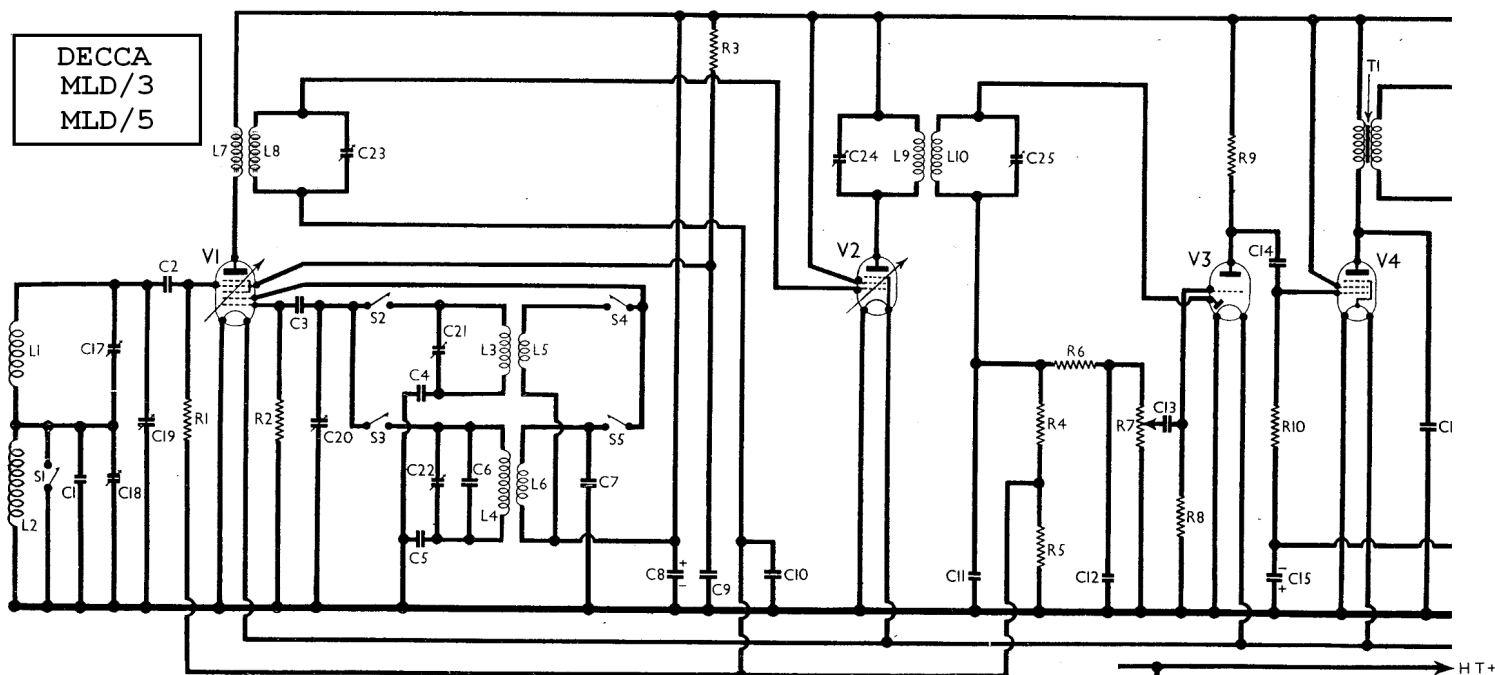 DECCA
MLD/3
MLD/5
R3
T1
L7
L8
C23
C24
L9
L10
C25
R9
V1
C2
V2
V3
C14
V4
C3
S2
S4
L1
C17
C21
L3
L5
C4
R6
R1
R2
C19
C20
S3
S5
R4
R7
C13
R10
C1
S1
C1
C18
C22
C6
L6
C7
L2
L4
R8
C5
R5
C8
+
-
C9
C10
C11
C12
-
C15
+
HT+